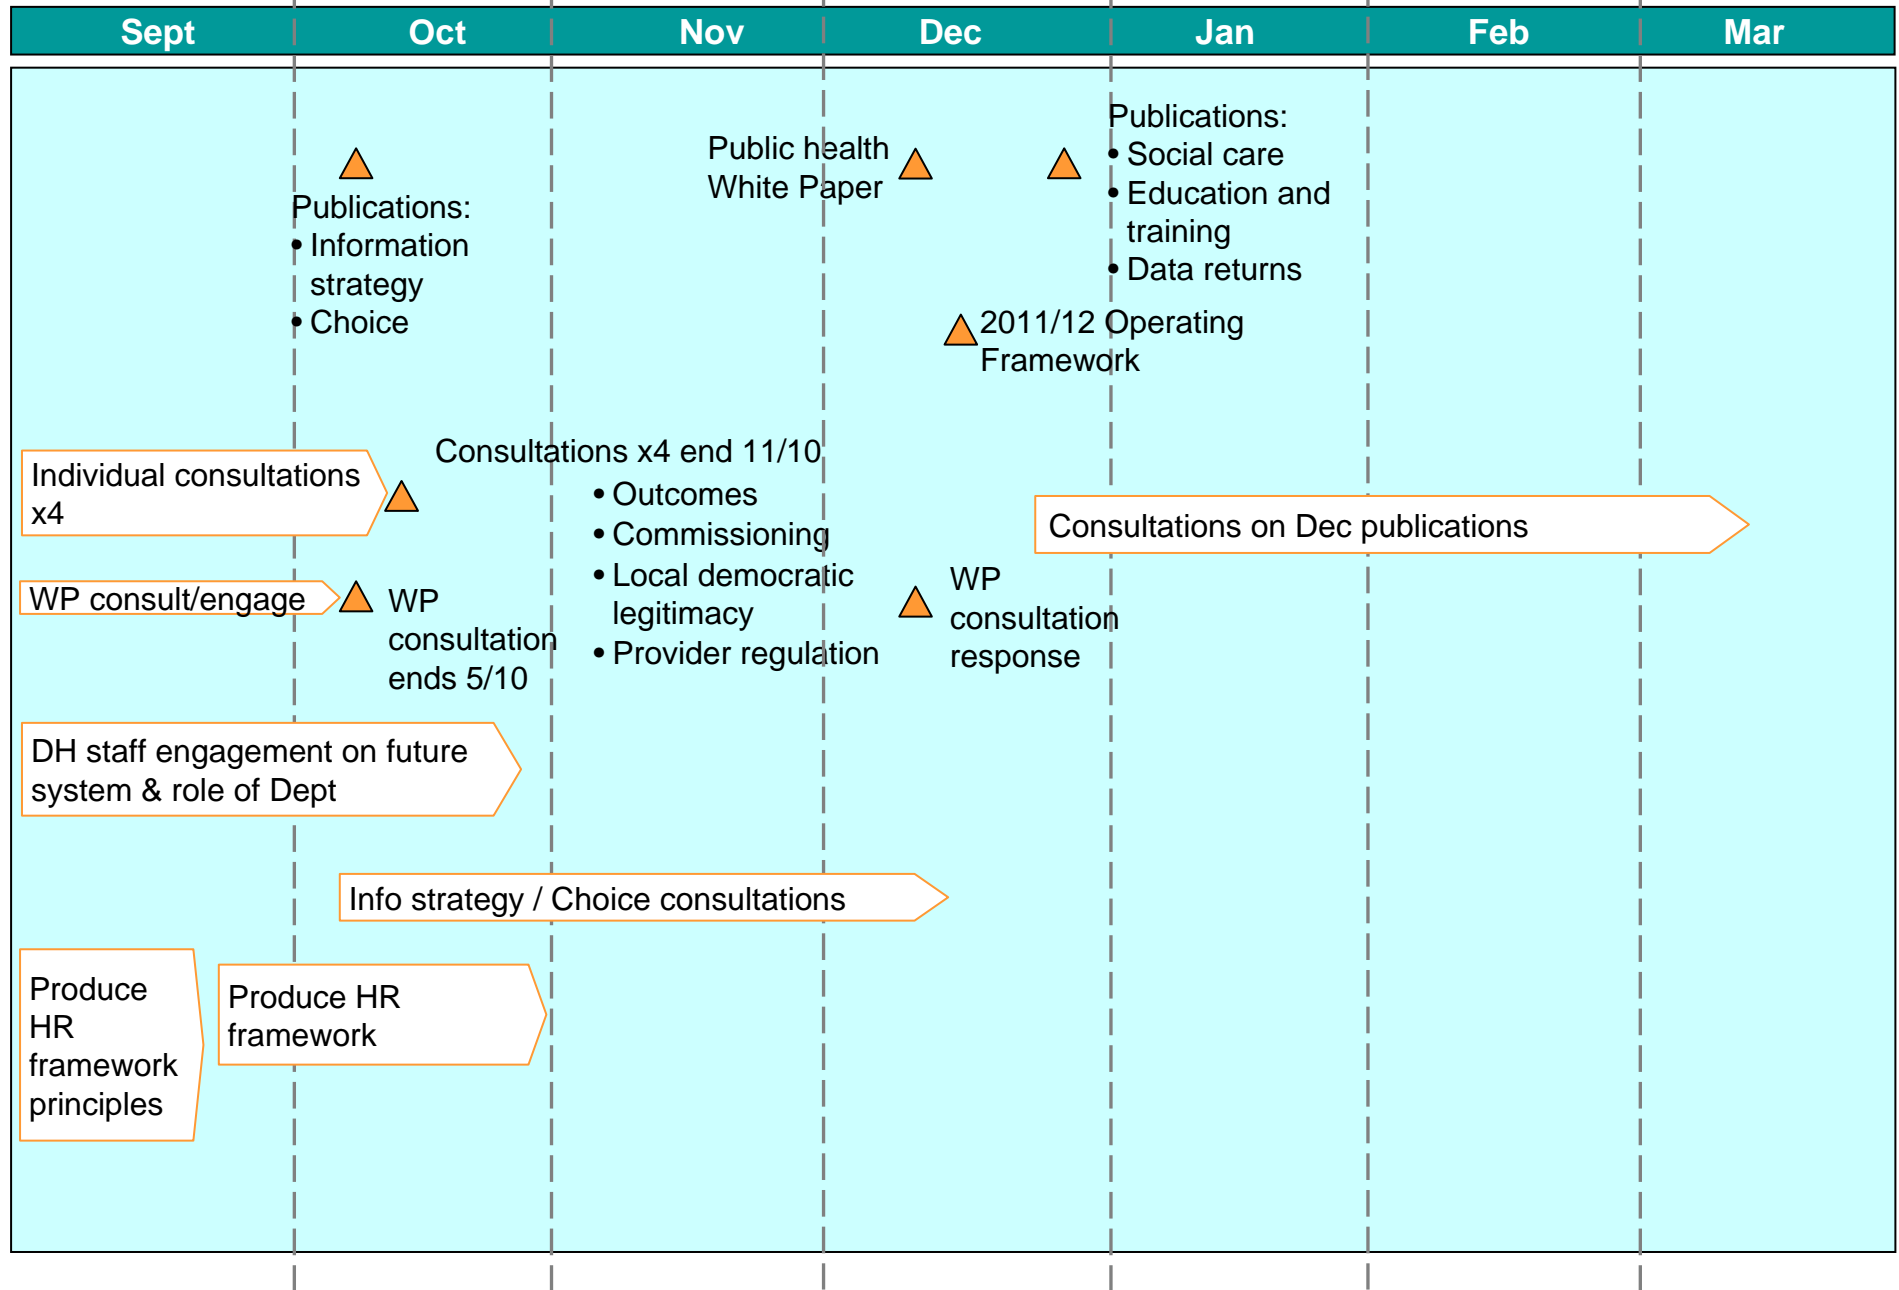 Sept Oct Nov Dec Jan Feb Mar
Publications:
• Information
strategy
• Choice
Public health
White Paper
Publications:
• Social care
• Education and
training
• Data returns
2011/12 Operating
Framework
Individual consultations
x4
Consultations x4 end 11/10
• Outcomes
• Commissioning
• Local democratic
legitimacy
• Provider regulation
Consultations on Dec publications
WP consult/engage
WP
consultation
ends 5/10
WP
consultation
response
DH staff engagement on future
system & role of Dept
Info strategy / Choice consultations
Produce
HR
framework
principles
Produce HR
framework